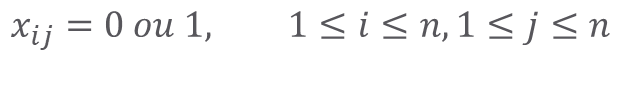 x_{ij} = 0 ou 1, 1 ≤ i ≤ n, 1 ≤ j ≤ n